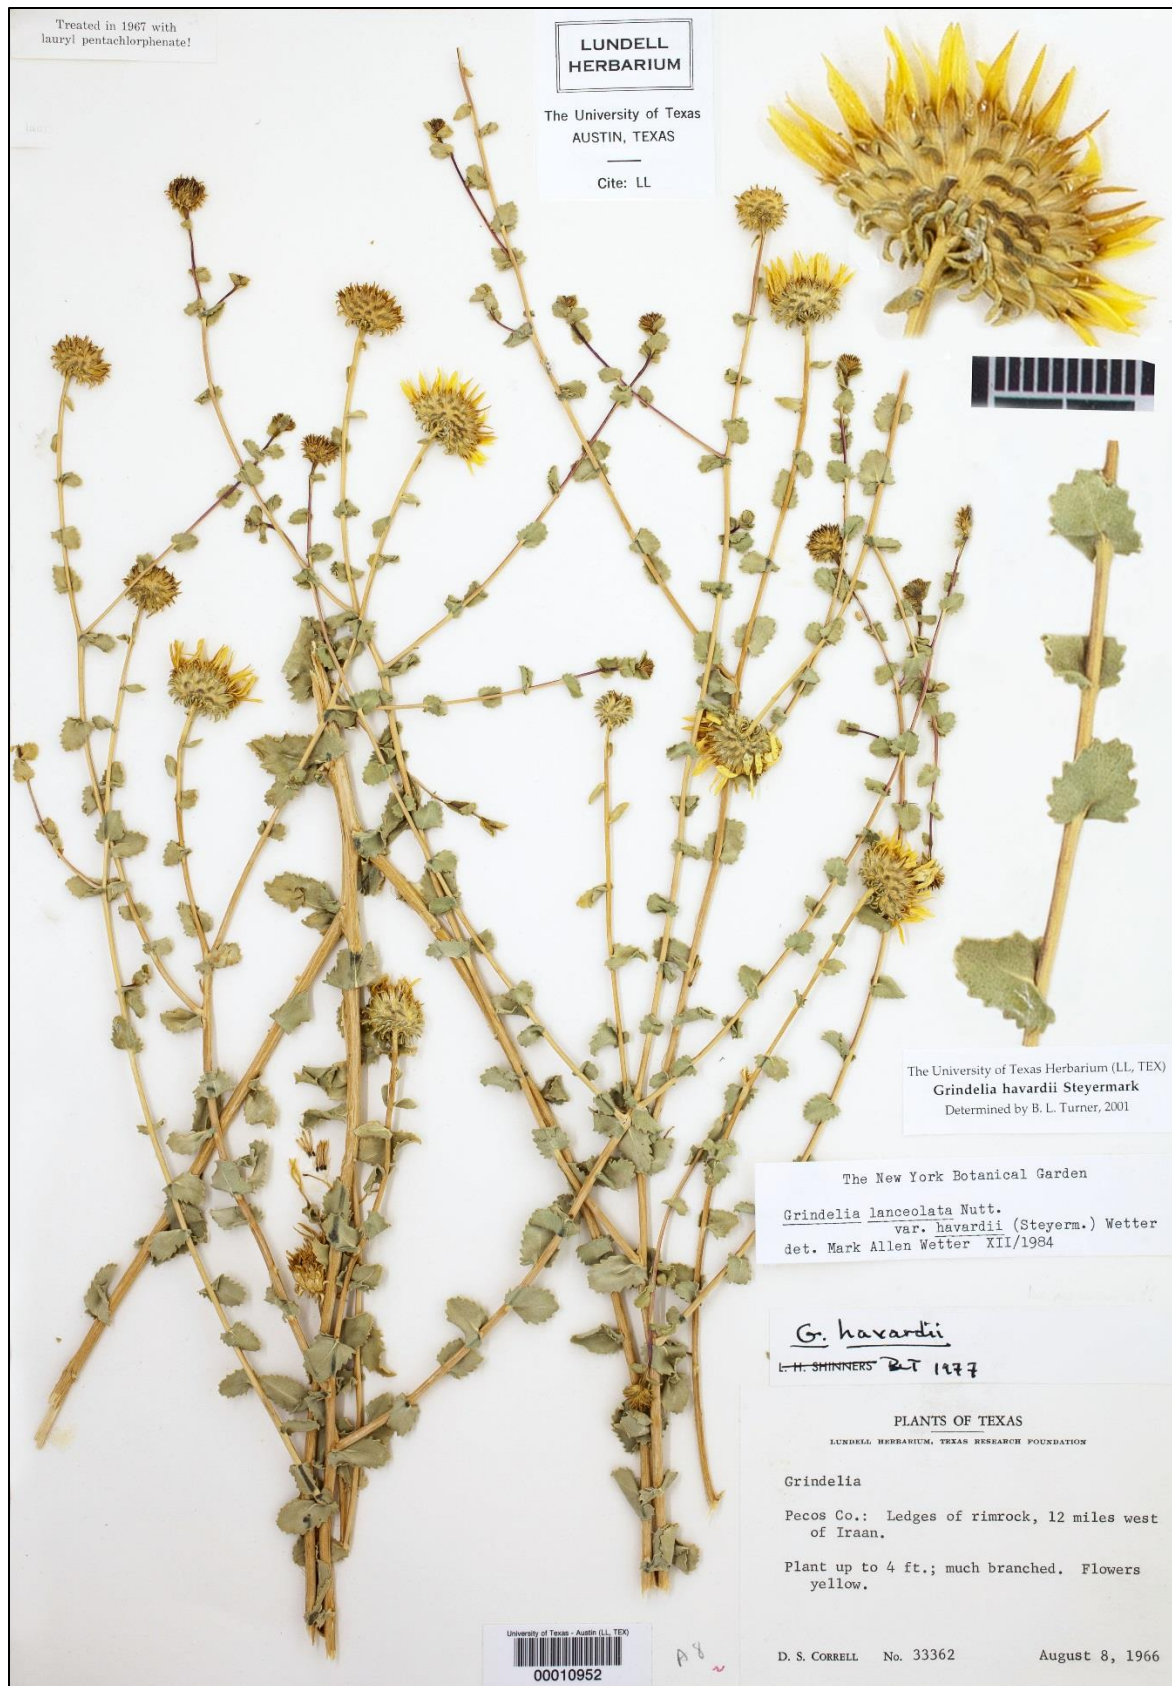 Treated in 1967 with
lauryl pentachlorphenate!
LUNDELL
HERBARIUM
The University of Texas
AUSTIN, TEXAS
Cite: LL
The University of Texas Herbarium (LL, TEX)
Grindelia havardii Steyermark
Determined by B. L. Turner, 2001
The New York Botanical Garden
Grindelia lanceolata Nutt.
var. havardii (Steyerm.) Wetter
det. Mark Allen Wetter XII/1984
G. havardii
L. H. SHINNERS BLT 1977
PLANTS OF TEXAS
LUNDELL HERBARIUM, TEXAS RESEARCH FOUNDATION
Grindelia
Pecos Co.: Ledges of rimrock, 12 miles west
of Iraan.
Plant up to 4 ft.; much branched. Flowers
yellow.
D. S. CORRELL No. 33362 August 8, 1966
University of Texas - Austin (LL, TEX)
00010952
A 8